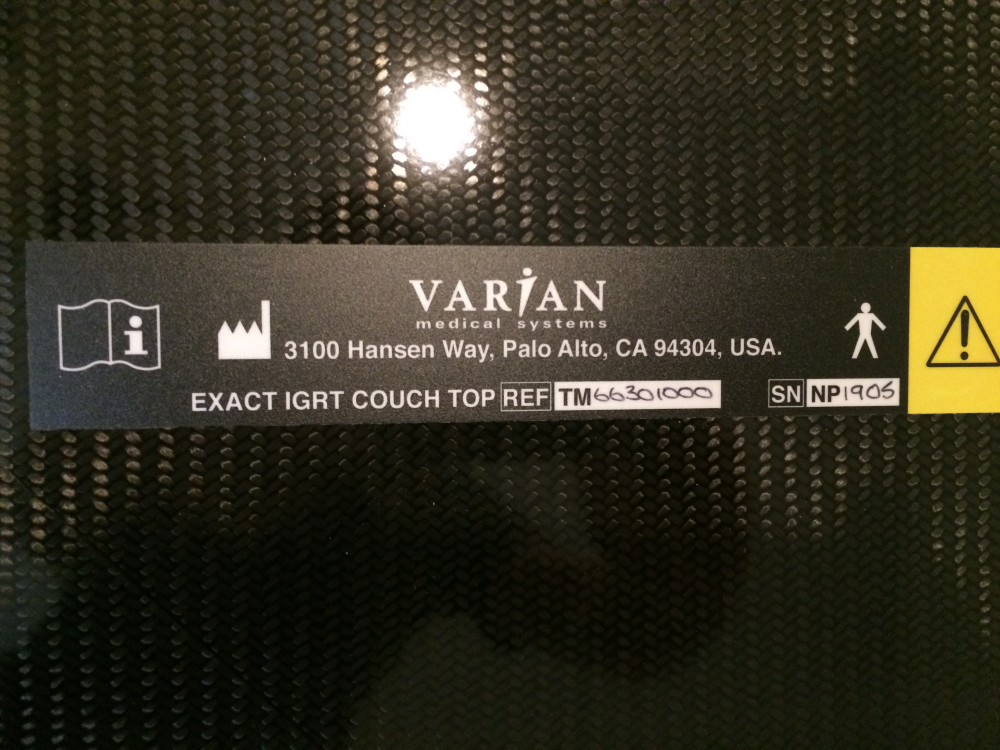 VARIAN
medical systems
3100 Hansen Way, Palo Alto, CA 94304, USA.
EXACT IGRT COUCH TOP REF TM66301000 SN NP1905